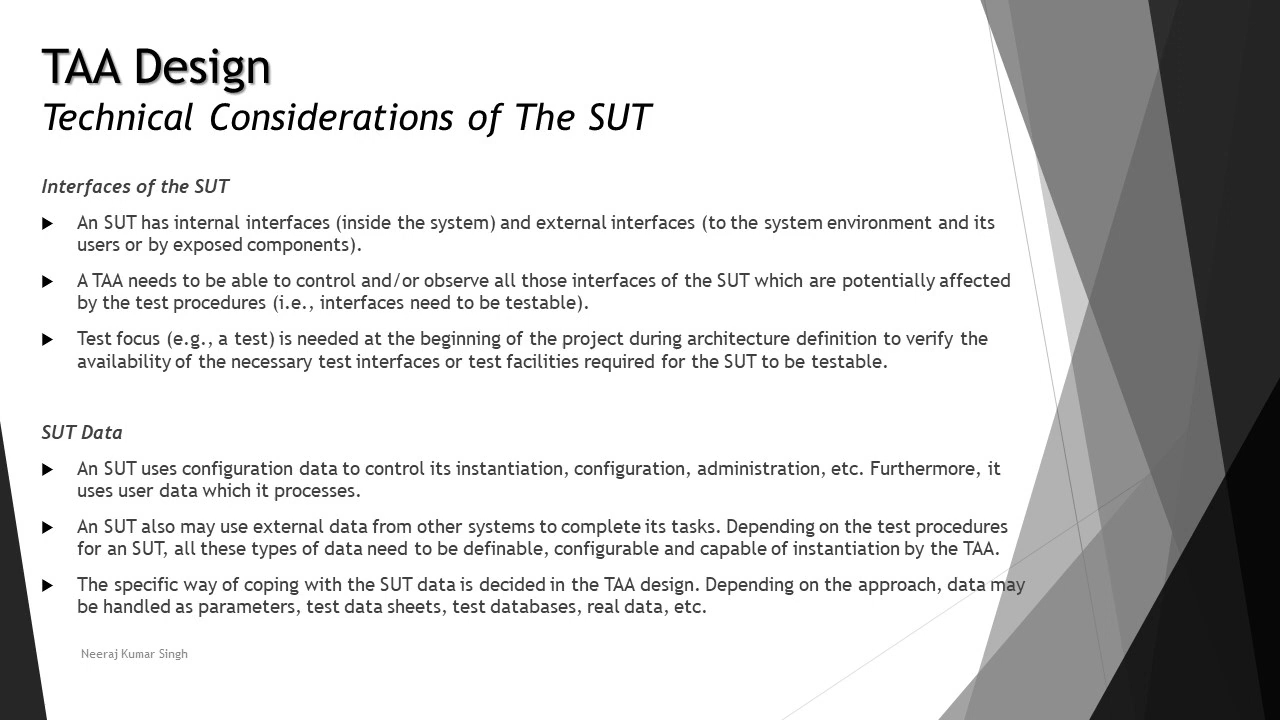 TAA Design
Technical Considerations of The SUT
Interfaces of the SUT
An SUT has internal interfaces (inside the system) and external interfaces (to the system environment and its
users or by exposed components).
A TAA needs to be able to control and/or observe all those interfaces of the SUT which are potentially affected
by the test procedures (i.e., interfaces need to be testable).
Test focus (e.g., a test) is needed at the beginning of the project during architecture definition to verify the
availability of the necessary test interfaces or test facilities required for the SUT to be testable.
SUT Data
An SUT uses configuration data to control its instantiation, configuration, administration, etc. Furthermore, it
uses user data which it processes.
An SUT also may use external data from other systems to complete its tasks. Depending on the test procedures
for an SUT, all these types of data need to be definable, configurable and capable of instantiation by the TAA.
The specific way of coping with the SUT data is decided in the TAA design. Depending on the approach, data may
be handled as parameters, test data sheets, test databases, real data, etc.
Neeraj Kumar Singh